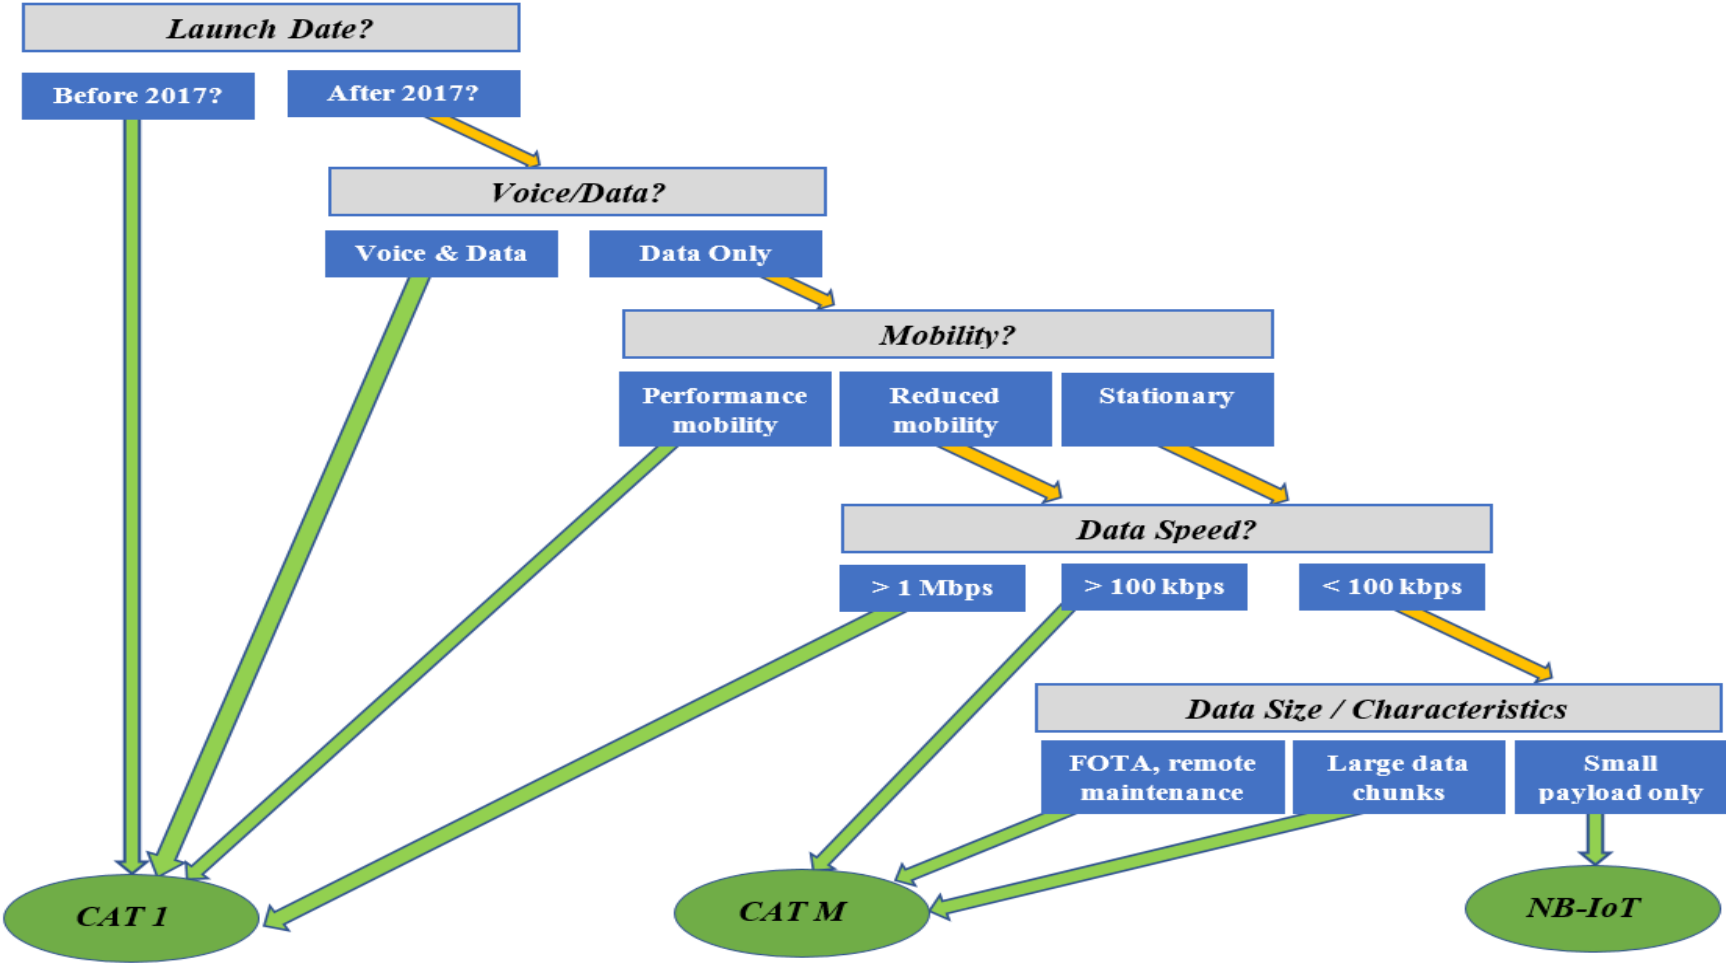 Launch Date?
Before 2017?
After 2017?
Voice/Data?
Voice & Data
Data Only
Mobility?
Performance
mobility
Reduced
mobility
Stationary
Data Speed?
> 1 Mbps
> 100 kbps
< 100 kbps
Data Size / Characteristics
FOTA, remote
maintenance
Large data
chunks
Small
payload only
CAT 1
CAT M
NB-IoT